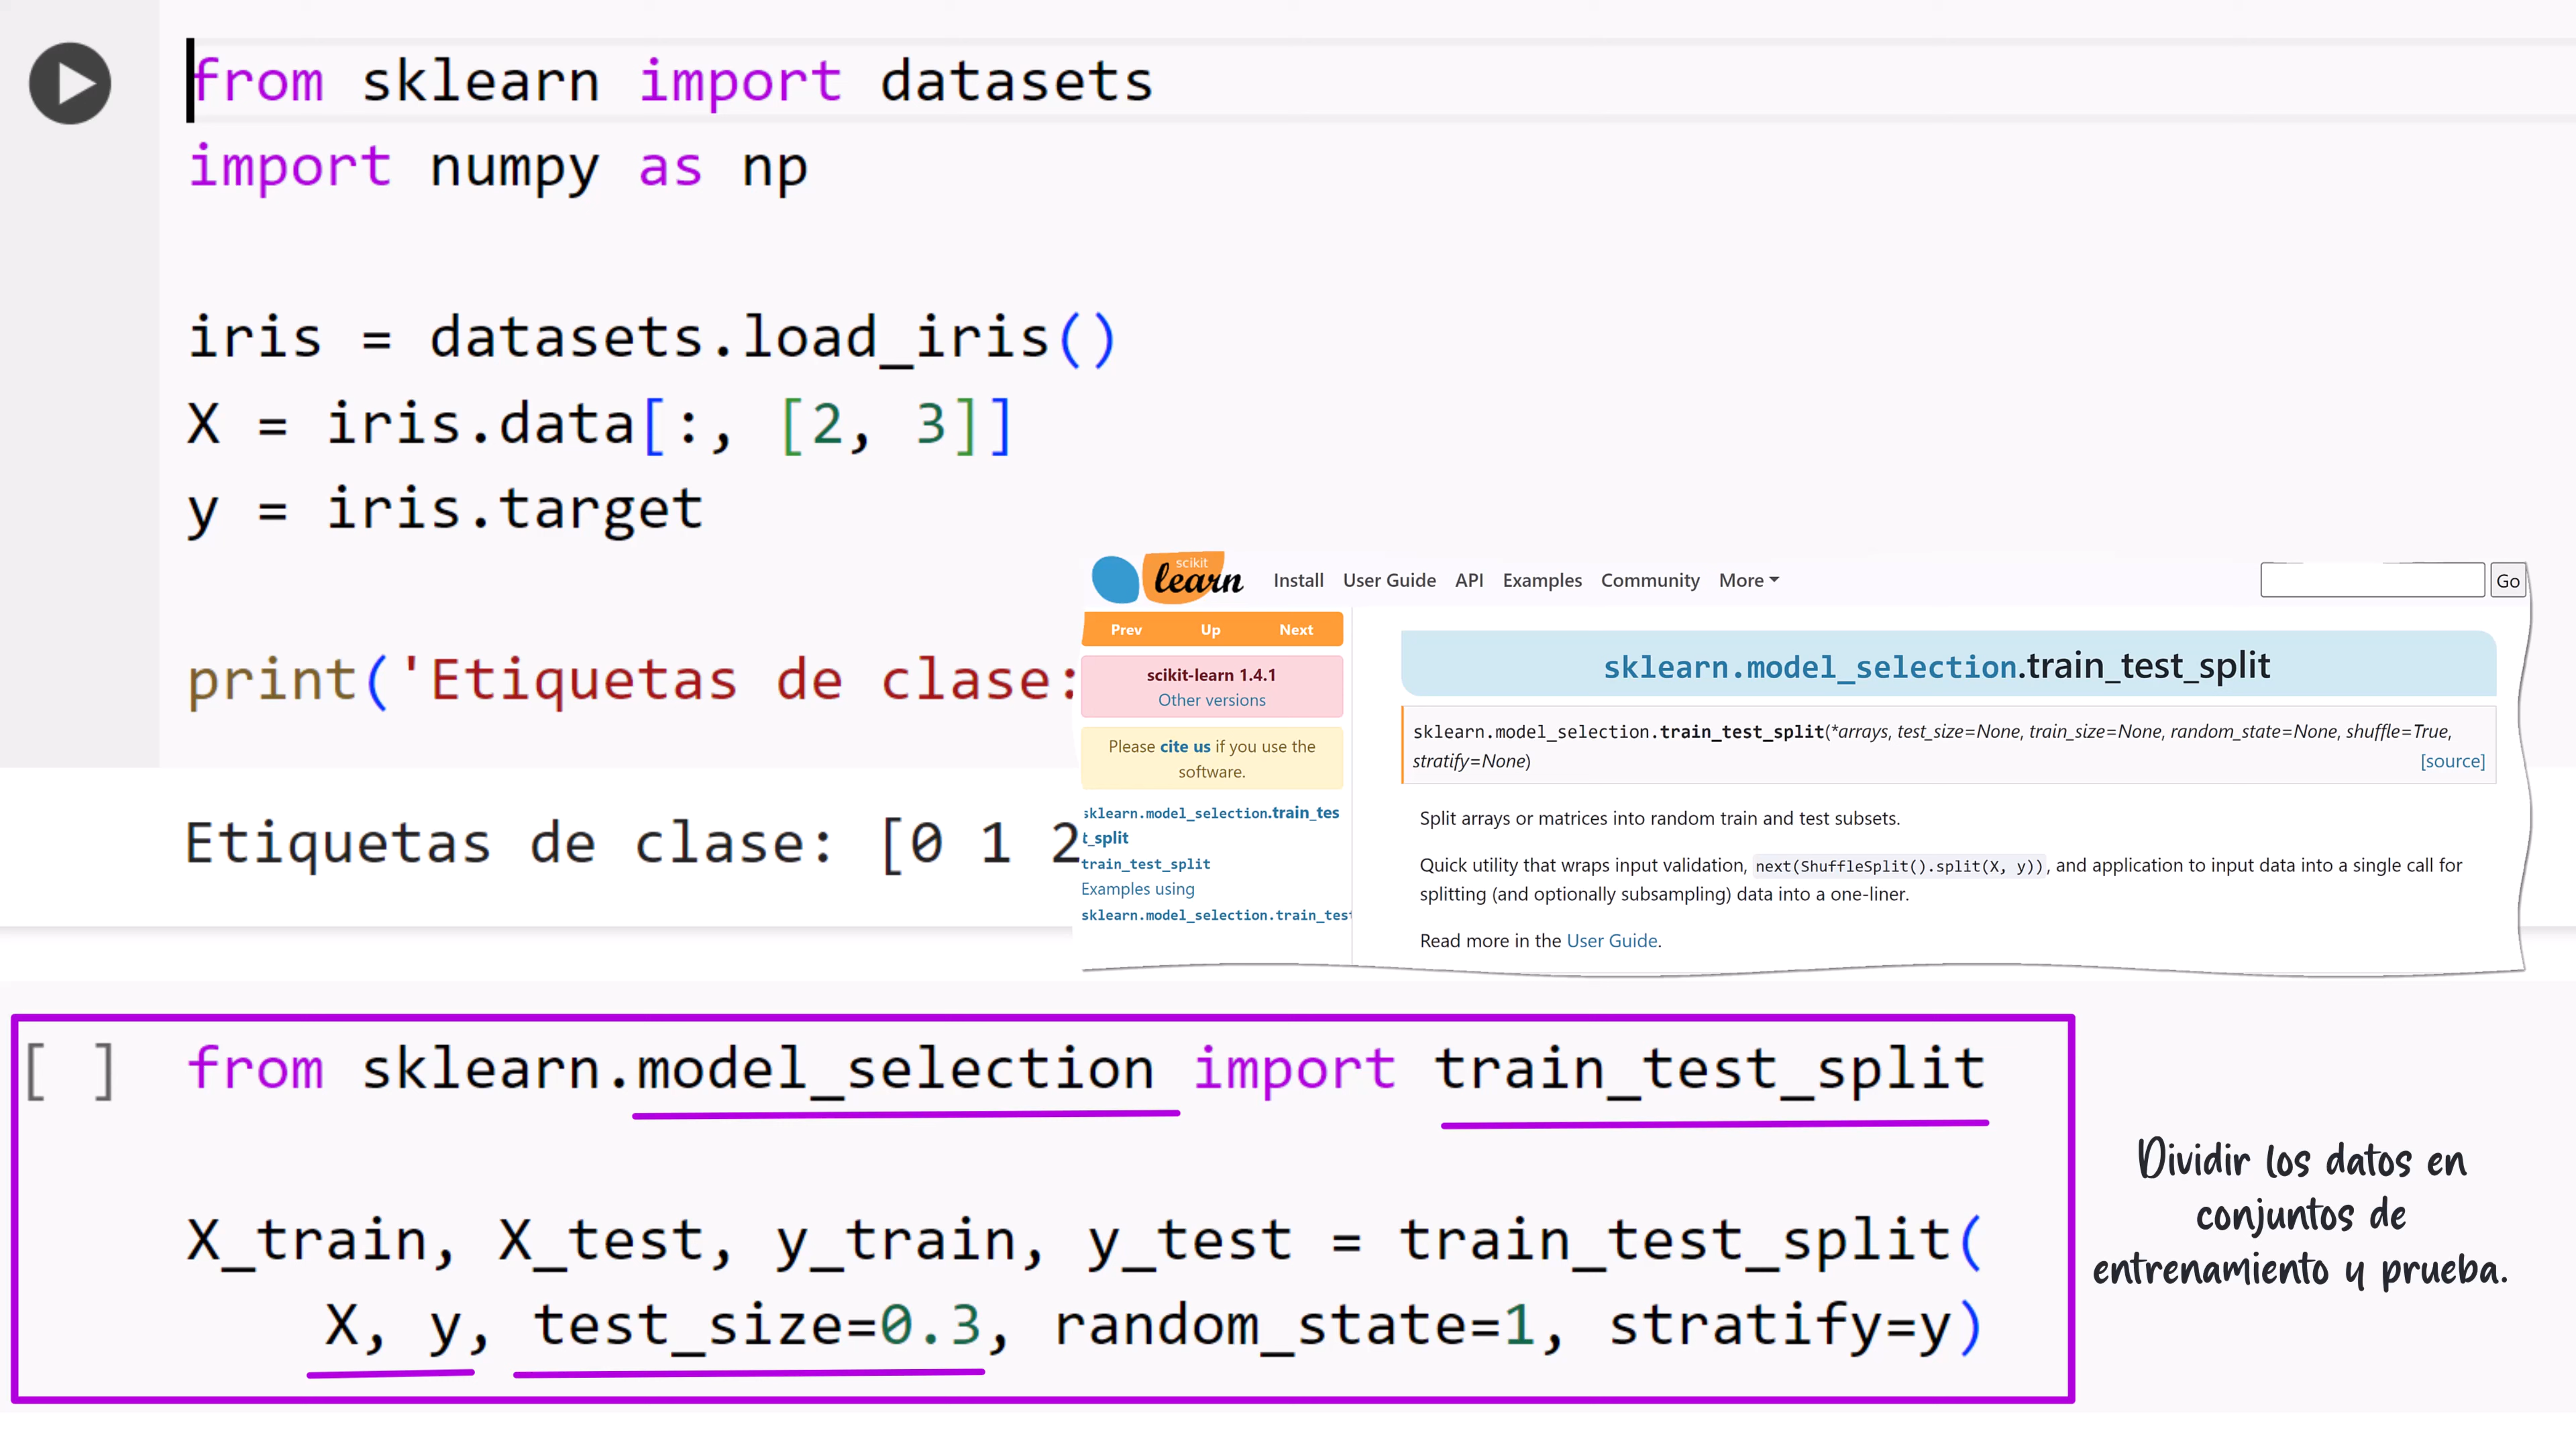 from sklearn import datasets
import numpy as np
iris = datasets.load_iris()
X = iris.data[:, [2, 3]]
y = iris.target
print('Etiquetas de clase:
Etiquetas de clase: [0 1 2
scikit
learn
Install User Guide API Examples Community More
Go
Prev Up Next
scikit-learn 1.4.1
Other versions
Please cite us if you use the
software.
sklearn.model_selection.train_tes
t_split
train_test_split
Examples using
sklearn.model_selection.train_test
sklearn.model_selection.train_test_split
sklearn.model_selection.train_test_split(*arrays, test_size=None, train_size=None, random_state=None, shuffle=True,
stratify=None) [source]
Split arrays or matrices into random train and test subsets.
Quick utility that wraps input validation, next(ShuffleSplit().split(X, y)), and application to input data into a single call for
splitting (and optionally subsampling) data into a one-liner.
Read more in the User Guide.
[ ] from sklearn.model_selection import train_test_split
X_train, X_test, y_train, y_test = train_test_split(
X, y, test_size=0.3, random_state=1, stratify=y)
Dividir los datos en
conjuntos de
entrenamiento y prueba.